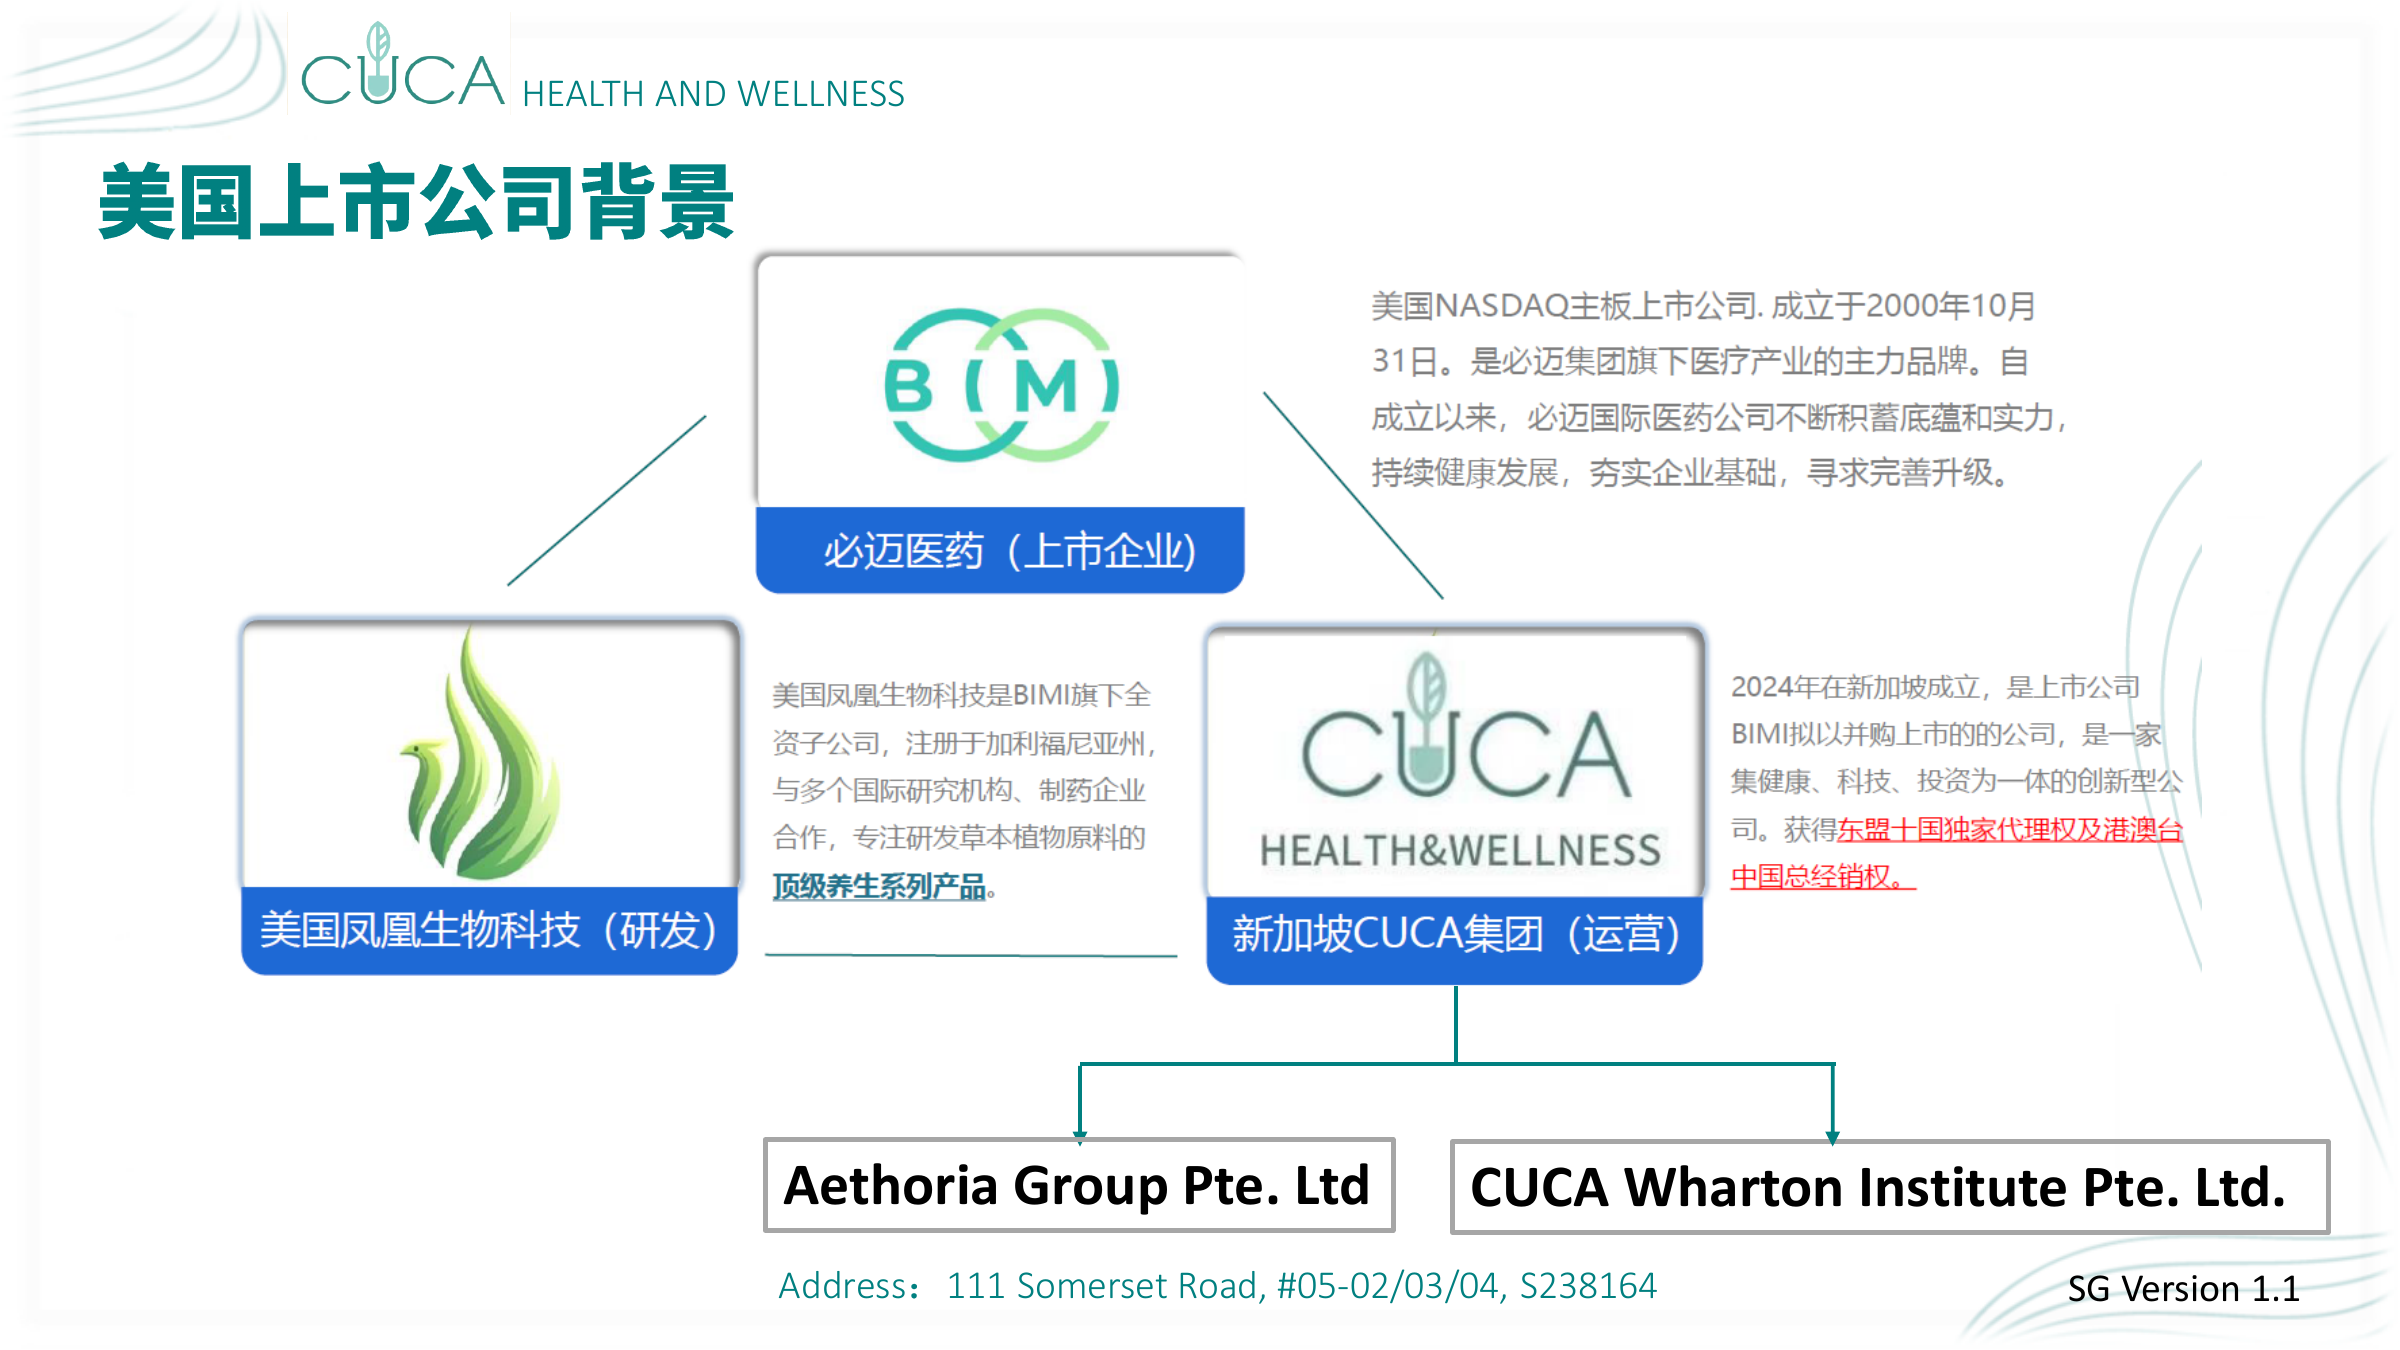 CUCA HEALTH AND WELLNESS
美国上市公司背景
BIMI
必迈医药（上市企业)
美国NASDAQ主板上市公司. 成立于2000年10月
31日。是必迈集团旗下医疗产业的主力品牌。自
成立以来，必迈国际医药公司不断积蓄底蕴和实力，
持续健康发展，夯实企业基础，寻求完善升级。
美国凤凰生物科技（研发）
美国凤凰生物科技是BIMI旗下全
资子公司，注册于加利福尼亚州，
与多个国际研究机构、制药企业
合作，专注研发草本植物原料的
顶级养生系列产品。
CUCA
HEALTH&WELLNESS
新加坡CUCA集团（运营）
2024年在新加坡成立，是上市公司
BIMI拟以并购上市的的公司，是一家
集健康、科技、投资为一体的创新型公
司。获得东盟十国独家代理权及港澳台
中国总经销权。
Aethoria Group Pte. Ltd
CUCA Wharton Institute Pte. Ltd.
Address：111 Somerset Road, #05-02/03/04, S238164
SG Version 1.1